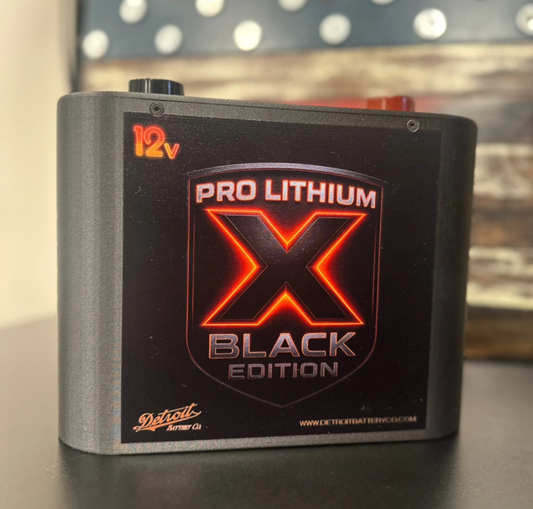 12v
PRO LITHIUM
X
BLACK
EDITION
Detroit
BATTERY CO
WWW.DETROITBATTERYCO.COM